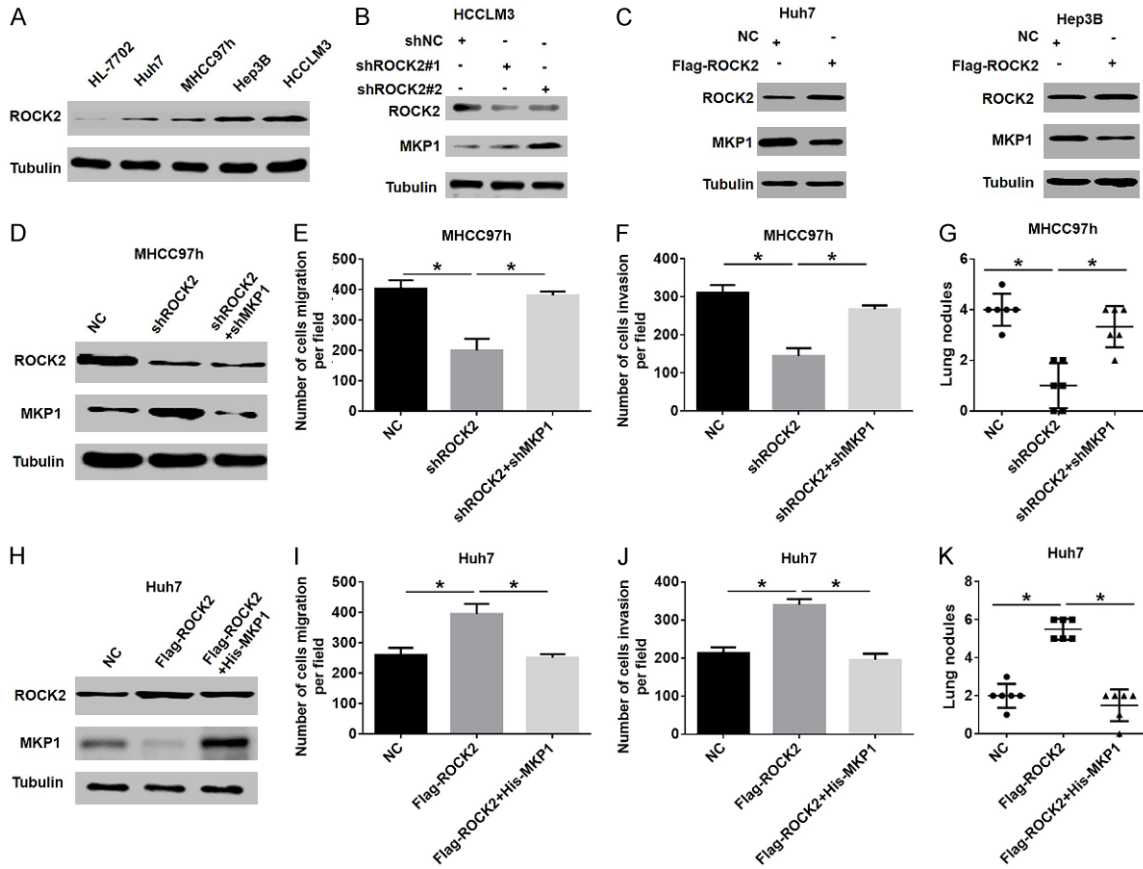 A
HL-7702
Huh7
MHCC97h
Hep3B
HCCLM3
ROCK2
Tubulin
B
HCCLM3
shNC + - -
shROCK2#1 - + -
shROCK2#2 - - +
ROCK2
MKP1
Tubulin
C
Huh7
NC + -
Flag-ROCK2 - +
ROCK2
MKP1
Tubulin
Hep3B
NC + -
Flag-ROCK2 - +
ROCK2
MKP1
Tubulin
D
MHCC97h
NC
shROCK2
shROCK2
+shMKP1
ROCK2
MKP1
Tubulin
E
MHCC97h
Number of cells migration
per field
500
400
300
200
400
0
* *
NC
shROCK2
shROCK2+shMKP1
F
MHCC97h
Number of cells invasion
per field
400
300
200
100
0
* *
NC
shROCK2
shROCK2+shMKP1
G
MHCC97h
Lung nodules
6
4
2
0
* *
NC
shROCK2
shROCK2+shMKP1
H
Huh7
NC
Flag-ROCK2
Flag-ROCK2
+His-MKP1
ROCK2
MKP1
Tubulin
I
Huh7
Number of cells migration
per field
500
400
300
200
100
0
* *
NC
Flag-ROCK2
Flag-ROCK2+His-MKP1
J
Huh7
Number of cells invasion
per field
400
300
200
100
0
* *
NC
Flag-ROCK2
Flag-ROCK2+His-MKP1
K
Huh7
Lung nodules
8
6
4
2
0
* *
NC
Flag-ROCK2
Flag-ROCK2+His-MKP1